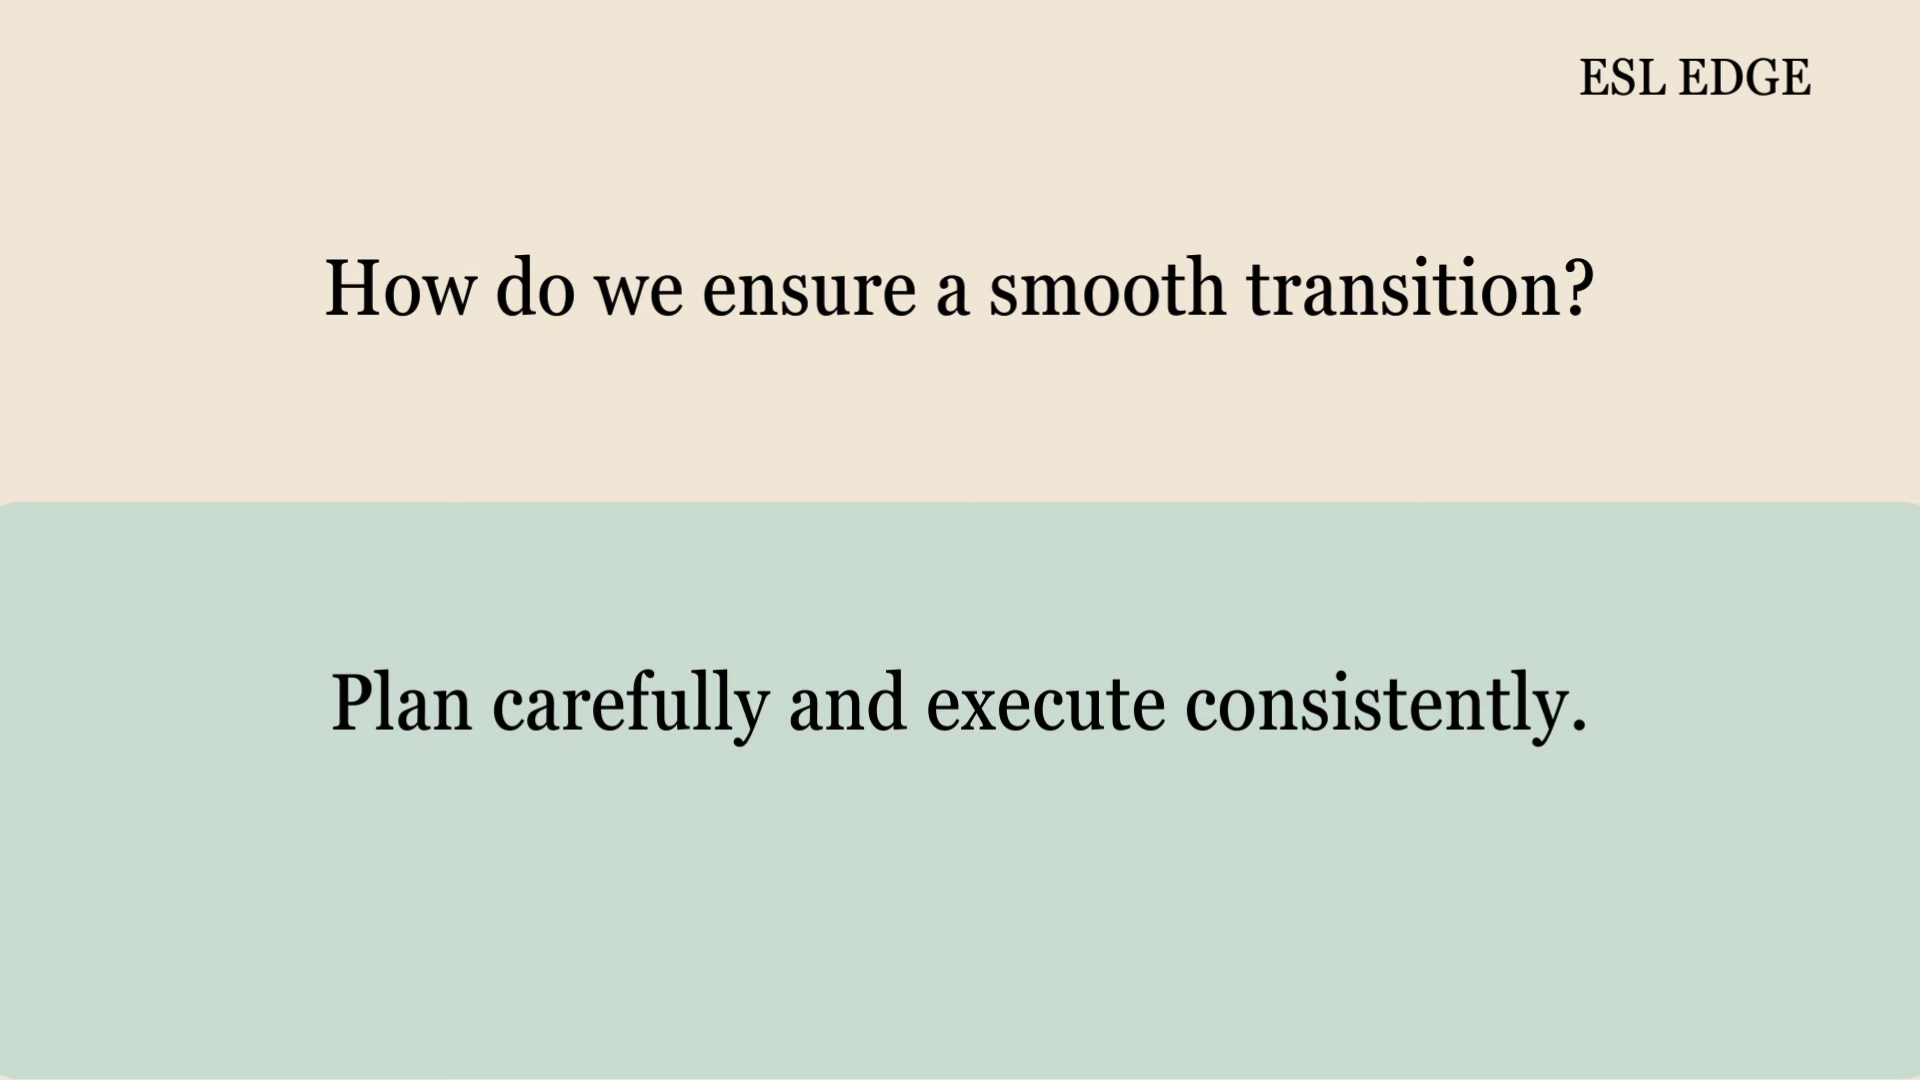 ESL EDGE
How do we ensure a smooth transition?
Plan carefully and execute consistently.